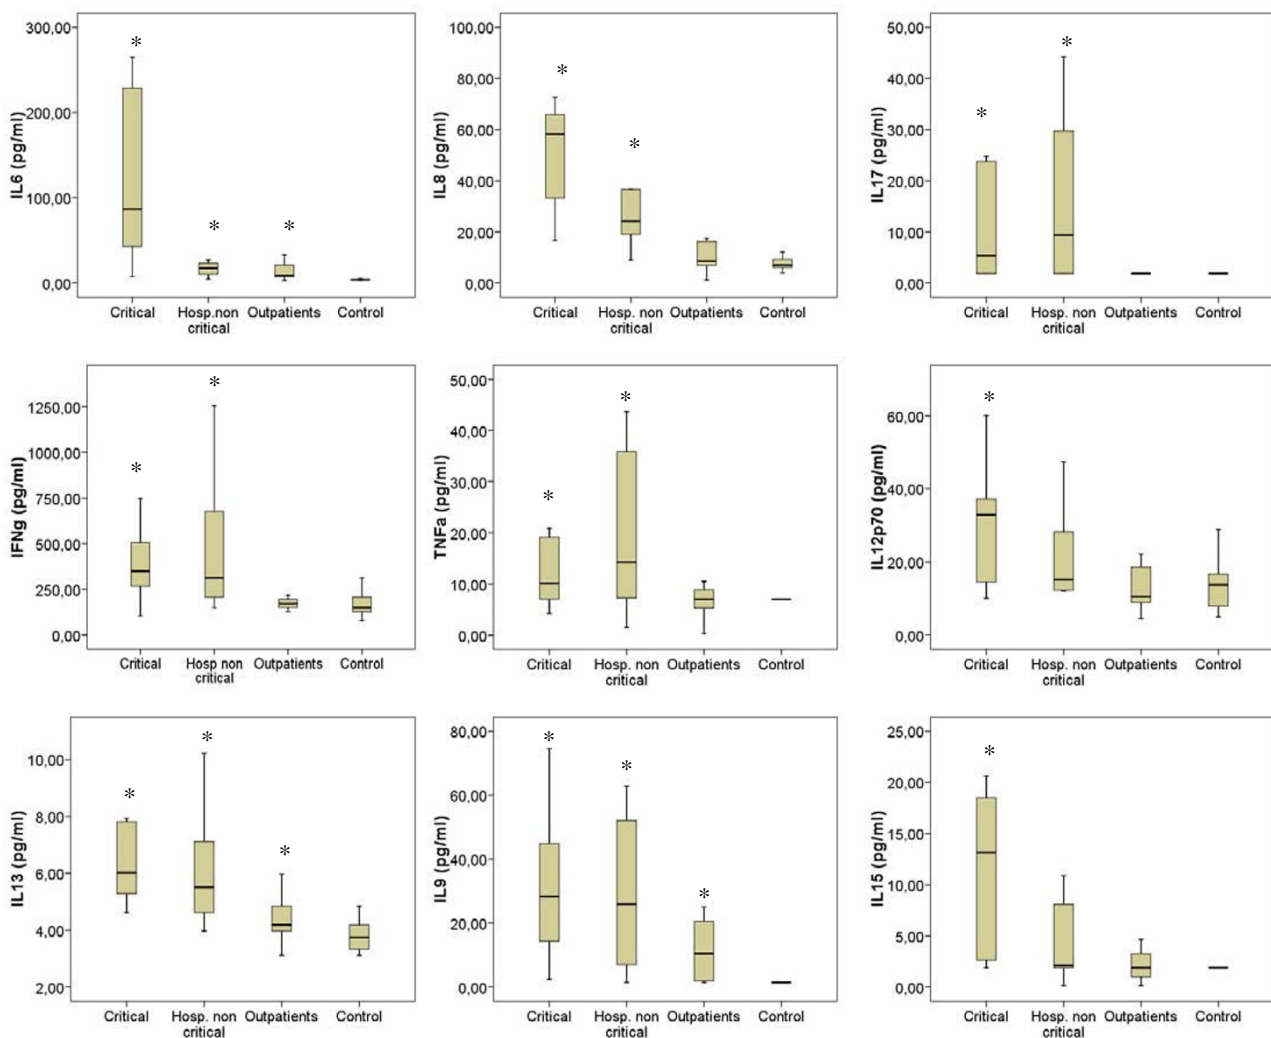 300,00
200,00
100,00
0,00
IL6 (pg/ml)
*
*
*
Critical
Hosp.non critical
Outpatients
Control
100,00
80,00
60,00
40,00
20,00
0,00
IL8 (pg/ml)
*
*
Critical
Hosp. non critical
Outpatients
Control
50,00
40,00
30,00
20,00
10,00
0,00
IL17 (pg/ml)
*
*
Critical
Hosp. non critical
Outpatients
Control
1250,00
1000,00
750,00
500,00
250,00
0,00
IFNg (pg/ml)
*
*
Critical
Hosp non critical
Outpatients
Control
50,00
40,00
30,00
20,00
10,00
0,00
TNFa (pg/ml)
*
*
Critical
Hosp. non critical
Outpatients
Control
60,00
40,00
20,00
0,00
IL12p70 (pg/ml)
*
Critical
Hosp. non critical
Outpatients
Control
10,00
8,00
6,00
4,00
2,00
IL13 (pg/ml)
*
*
*
Critical
Hosp. non critical
Outpatients
Control
80,00
60,00
40,00
20,00
0,00
IL9 (pg/ml)
*
*
*
Critical
Hosp. non critical
Outpatients
Control
25,00
20,00
15,00
10,00
5,00
0,00
IL15 (pg/ml)
*
Critical
Hosp. non critical
Outpatients
Control